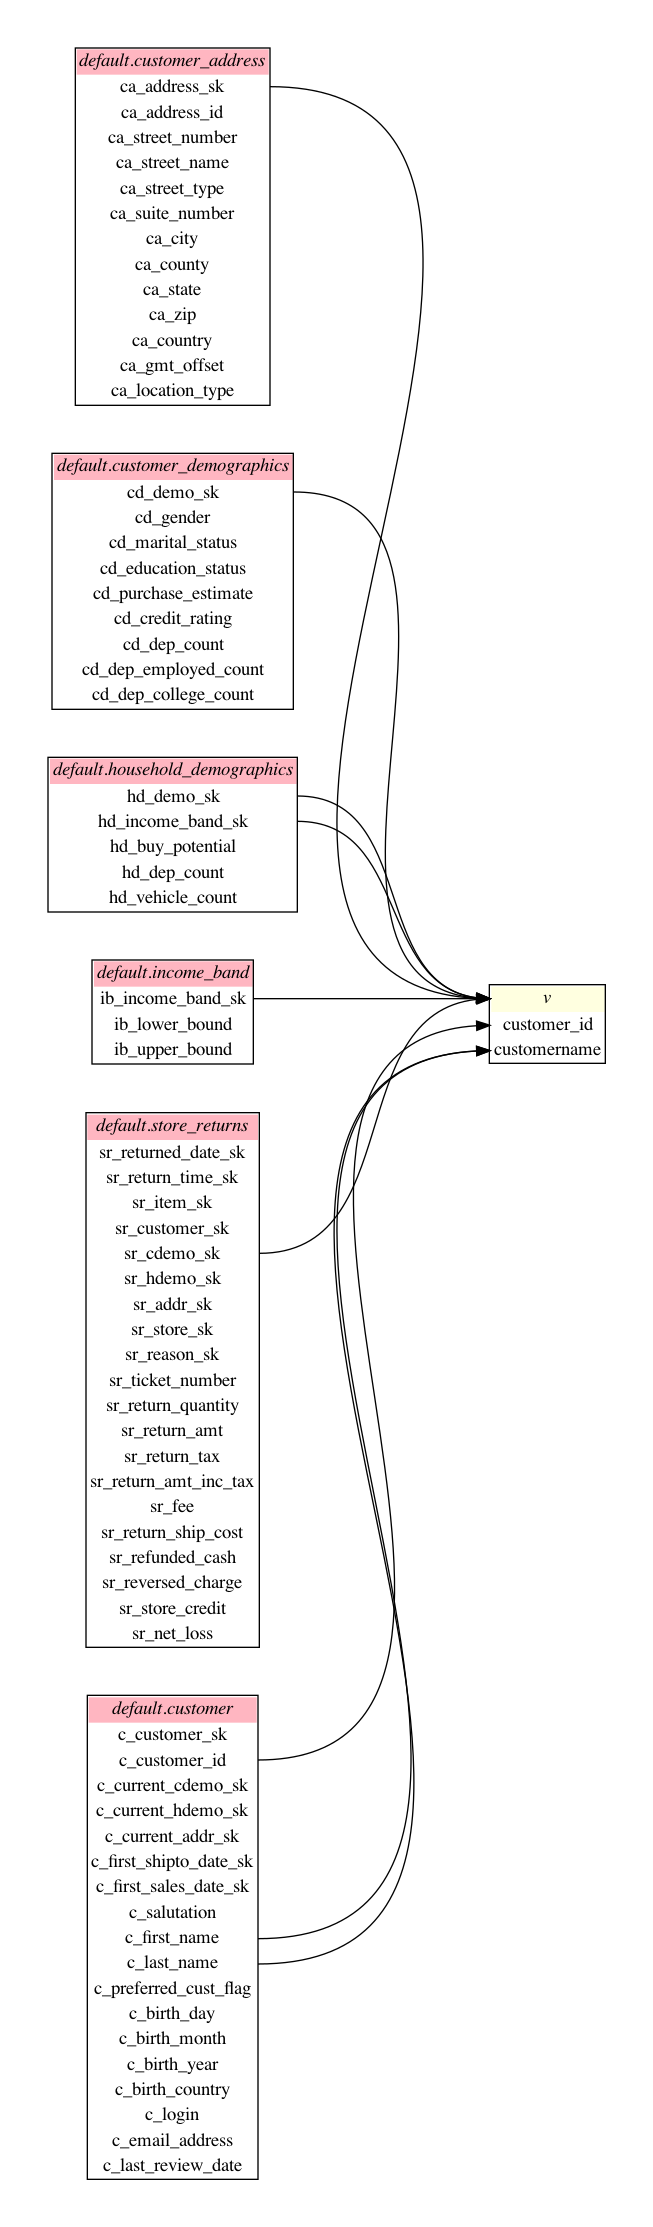 default.customer_address
ca_address_sk
ca_address_id
ca_street_number
ca_street_name
ca_street_type
ca_suite_number
ca_city
ca_county
ca_state
ca_zip
ca_country
ca_gmt_offset
ca_location_type
default.customer_demographics
cd_demo_sk
cd_gender
cd_marital_status
cd_education_status
cd_purchase_estimate
cd_credit_rating
cd_dep_count
cd_dep_employed_count
cd_dep_college_count
default.household_demographics
hd_demo_sk
hd_income_band_sk
hd_buy_potential
hd_dep_count
hd_vehicle_count
default.income_band
ib_income_band_sk
ib_lower_bound
ib_upper_bound
v
customer_id
customername
default.store_returns
sr_returned_date_sk
sr_return_time_sk
sr_item_sk
sr_customer_sk
sr_cdemo_sk
sr_hdemo_sk
sr_addr_sk
sr_store_sk
sr_reason_sk
sr_ticket_number
sr_return_quantity
sr_return_amt
sr_return_tax
sr_return_amt_inc_tax
sr_fee
sr_return_ship_cost
sr_refunded_cash
sr_reversed_charge
sr_store_credit
sr_net_loss
default.customer
c_customer_sk
c_customer_id
c_current_cdemo_sk
c_current_hdemo_sk
c_current_addr_sk
c_first_shipto_date_sk
c_first_sales_date_sk
c_salutation
c_first_name
c_last_name
c_preferred_cust_flag
c_birth_day
c_birth_month
c_birth_year
c_birth_country
c_login
c_email_address
c_last_review_date